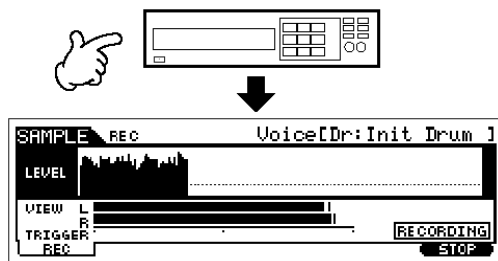 SAMPLE REC Voice[Dr:Init Drum ]
LEVEL
VIEW L
R
TRIGGER
RECORDING
REC STOP